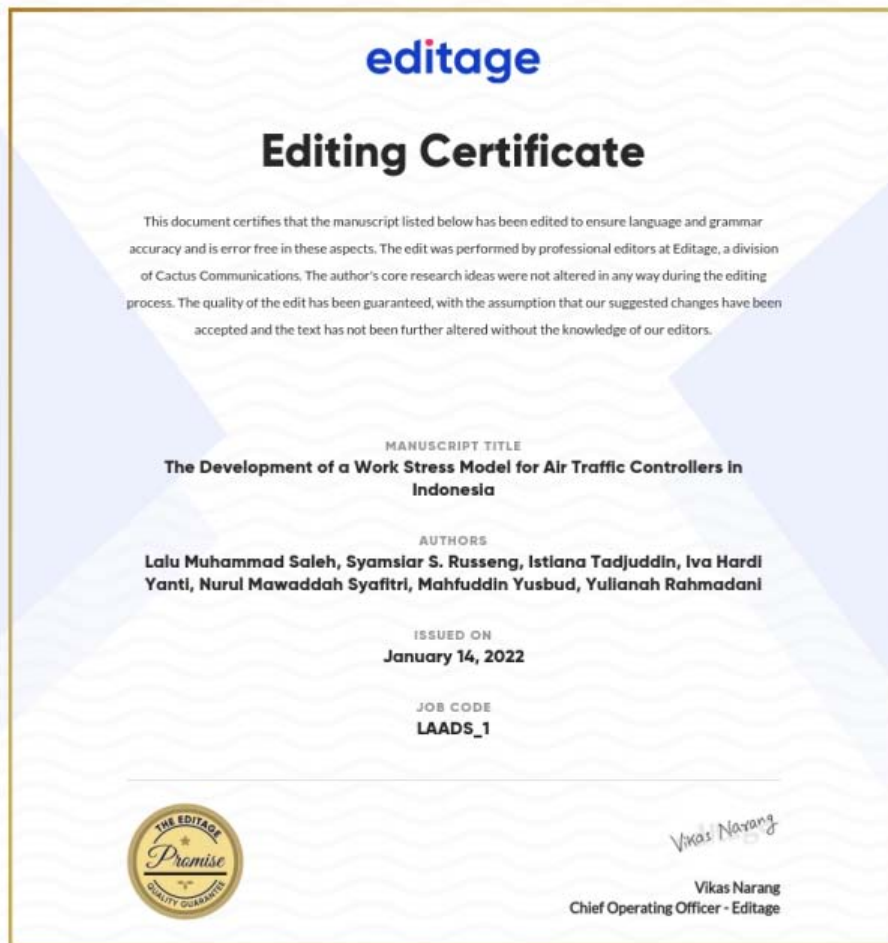 editage
Editing Certificate
This document certifies that the manuscript listed below has been edited to ensure language and grammar
accuracy and is error free in these aspects. The edit was performed by professional editors at Editage, a division
of Cactus Communications. The author's core research ideas were not altered in any way during the editing
process. The quality of the edit has been guaranteed, with the assumption that our suggested changes have been
accepted and the text has not been further altered without the knowledge of our editors.
MANUSCRIPT TITLE
The Development of a Work Stress Model for Air Traffic Controllers in
Indonesia
AUTHORS
Lalu Muhammad Saleh, Syamsiar S. Russeng, Istiana Tadjuddin, Iva Hardi
Yanti, Nurul Mawaddah Syafitri, Mahfuddin Yusbud, Yulianah Rahmadani
ISSUED ON
January 14, 2022
JOB CODE
LAADS_1
THE EDITAGE
Promise
QUALITY GUARANTEE
Vikas Narang
Vikas Narang
Chief Operating Officer - Editage